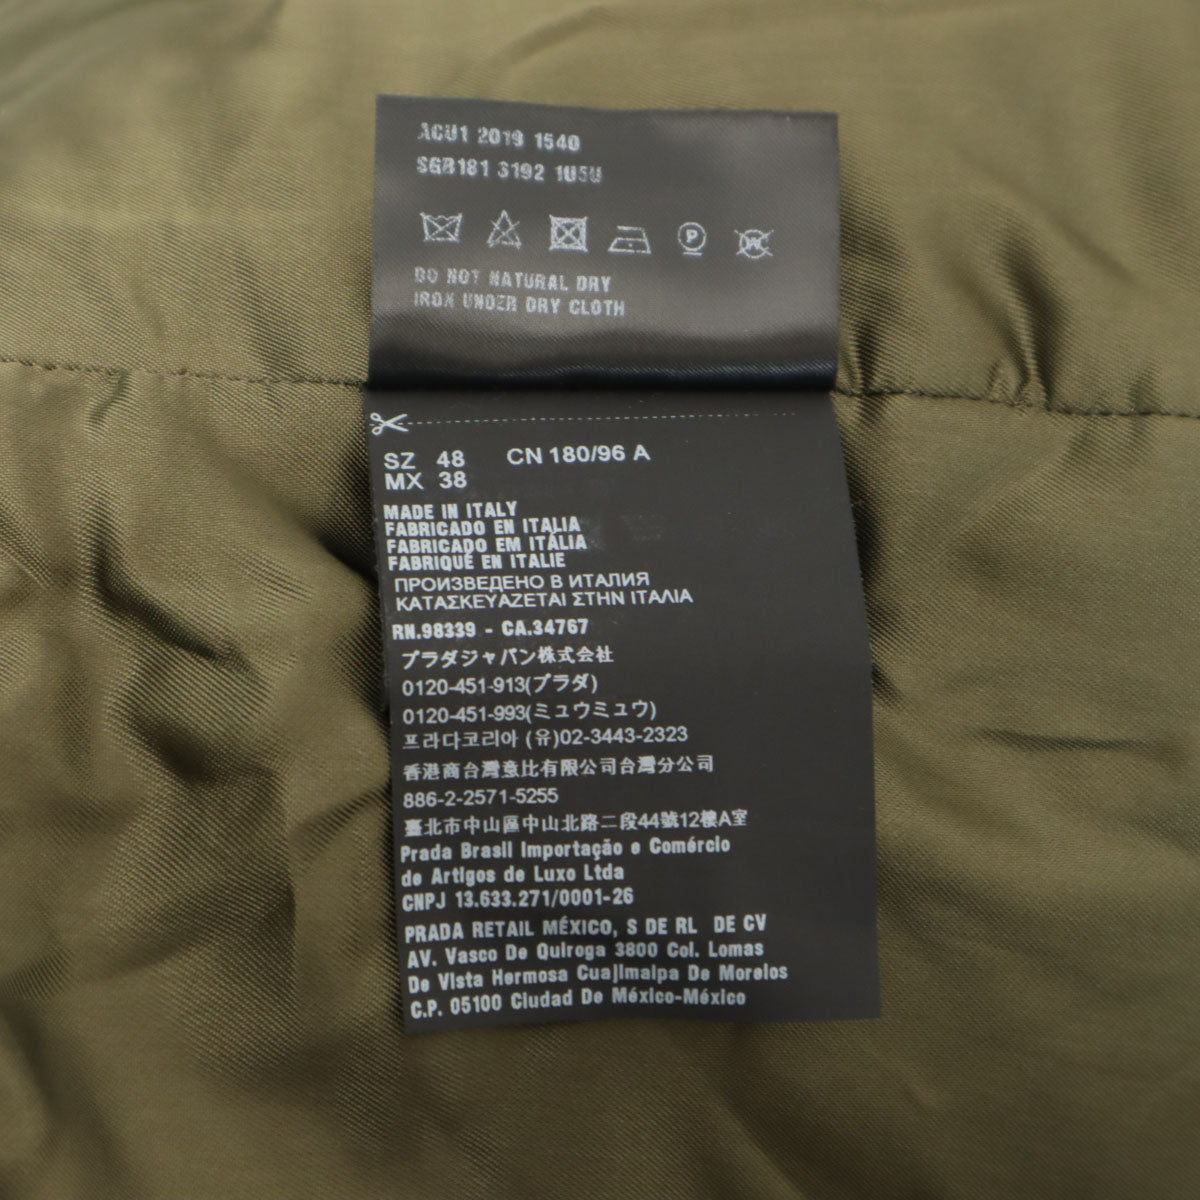 ACU1 2019 1540
SGB181 3192 1U5U
P
DO NOT NATURAL DRY
IRON UNDER DRY CLOTH
SZ 48 CN 180/96 A
MX 38
MADE IN ITALY
FABRICADO EN ITALIA
FABRICADO EM ITÁLIA
FABRIQUÉ EN ITALIE
ПРОИЗВЕДЕНО В ИТАЛИЯ
ΚΑΤΑΣΚΕΥΑΖΕΤΑΙ ΣΤΗΝ ΙΤΑΛΙΑ
RN.98339 - CA.34767
プラダジャパン株式会社
0120-451-913(プラダ)
0120-451-993(ミュウミュウ)
프라다코리아 (유)02-3443-2323
香港商台灣意比有限公司台灣分公司
886-2-2571-5255
臺北市中山區中山北路二段44號12樓A室
Prada Brasil Importação e Comércio
de Artigos de Luxo Ltda
CNPJ 13.633.271/0001-26
PRADA RETAIL MÉXICO, S DE RL DE CV
AV. Vasco De Quiroga 3800 Col. Lomas
De Vista Hermosa Cuajimalpa De Morelos
C.P. 05100 Ciudad De México-México